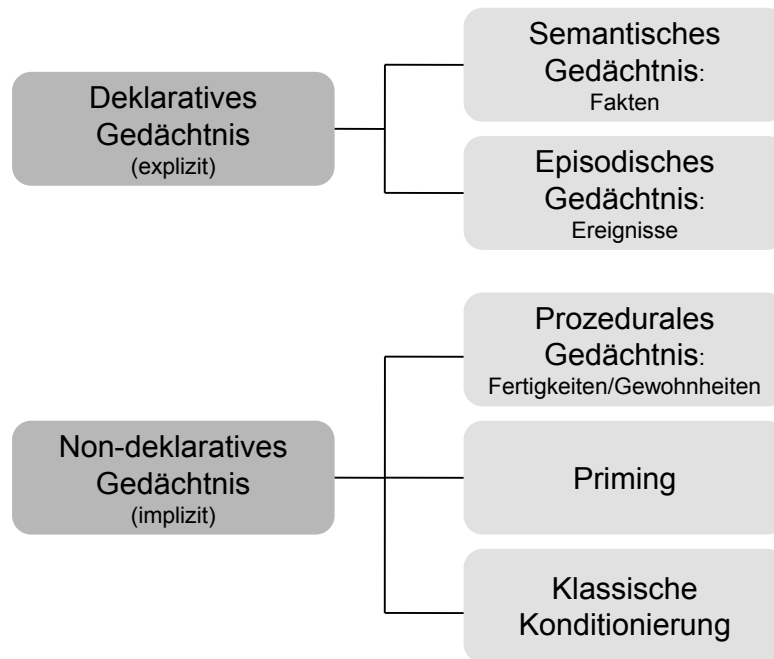 Deklaratives
Gedächtnis
(explizit)
Semantisches
Gedächtnis:
Fakten
Episodisches
Gedächtnis:
Ereignisse
Non-deklaratives
Gedächtnis
(implizit)
Prozedurales
Gedächtnis:
Fertigkeiten/Gewohnheiten
Priming
Klassische
Konditionierung